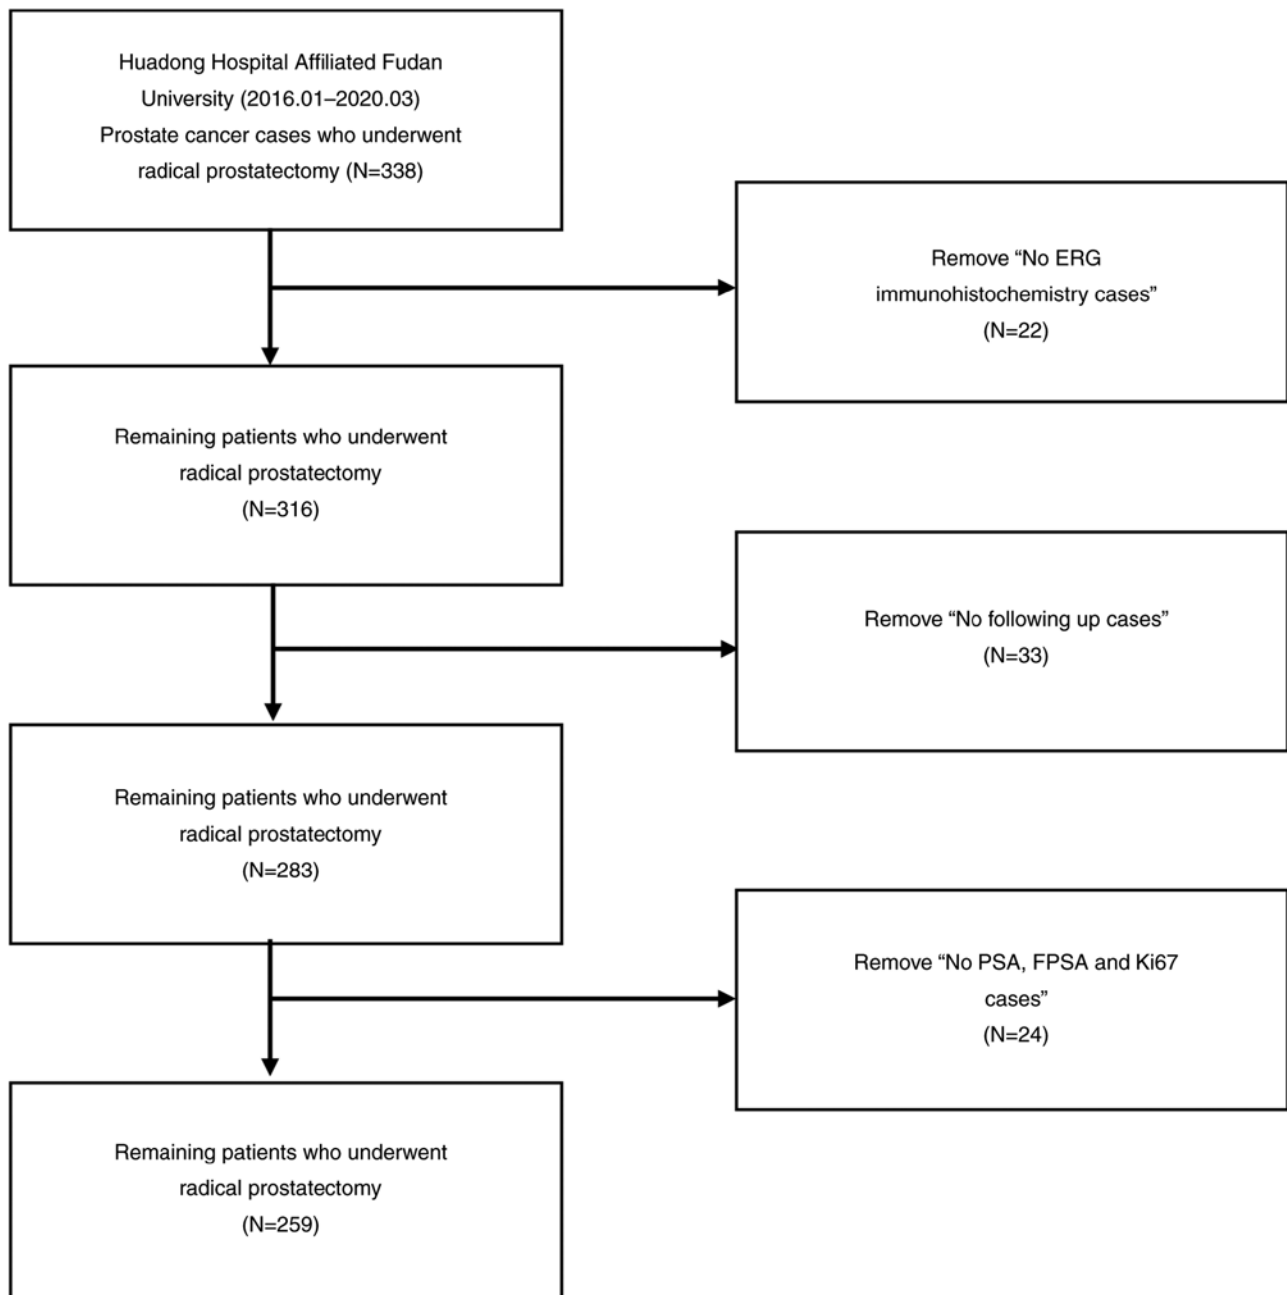 Huadong Hospital Affiliated Fudan
University (2016.01–2020.03)
Prostate cancer cases who underwent
radical prostatectomy (N=338)
Remove “No ERG
immunohistochemistry cases”
(N=22)
Remaining patients who underwent
radical prostatectomy
(N=316)
Remove “No following up cases”
(N=33)
Remaining patients who underwent
radical prostatectomy
(N=283)
Remove “No PSA, FPSA and Ki67
cases”
(N=24)
Remaining patients who underwent
radical prostatectomy
(N=259)